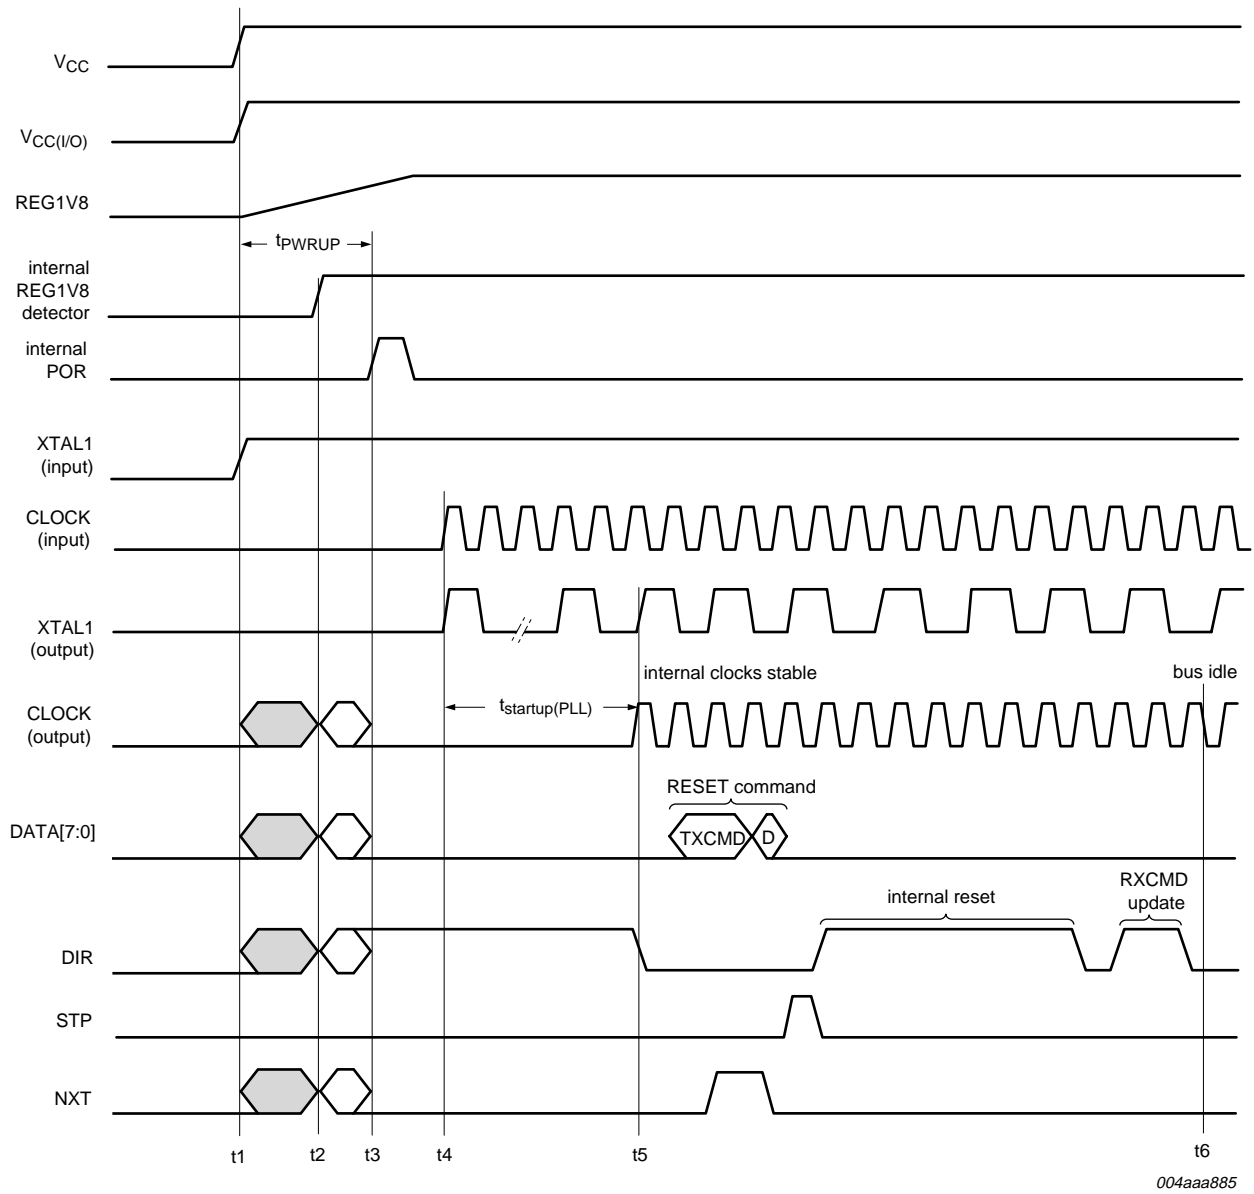 VCC
VCC(I/O)
REG1V8
tPWRUP
internal
REG1V8
detector
internal
POR
XTAL1
(input)
CLOCK
(input)
XTAL1
(output)
internal clocks stable
bus idle
CLOCK
(output)
tstartup(PLL)
RESET command
DATA[7:0]
TXCMD
D
internal reset
RXCMD
update
DIR
STP
NXT
t1
t2
t3
t4
t5
t6
004aaa885